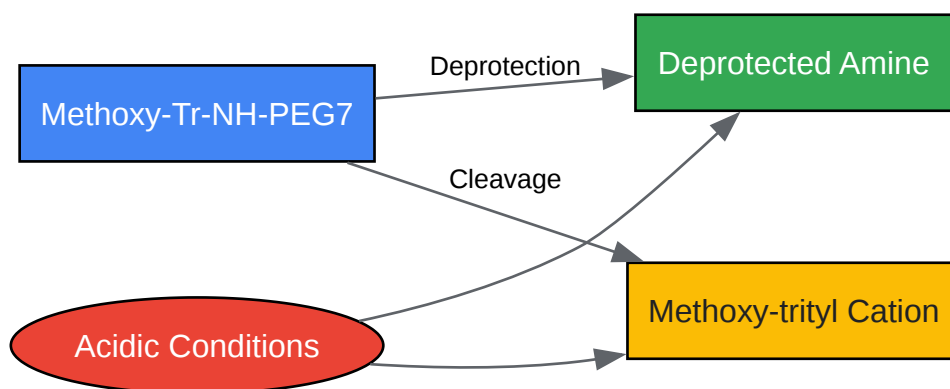 Deprotection
Deprotected Amine
Methoxy-Tr-NH-PEG7
Cleavage
Methoxy-trityl Cation
Acidic Conditions